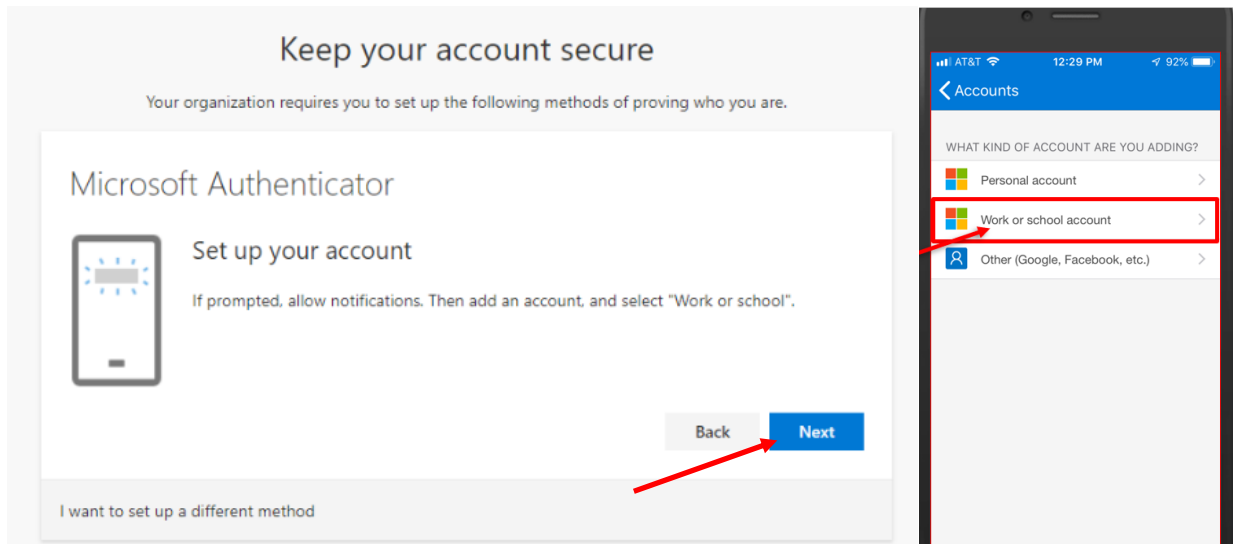 Keep your account secure
Your organization requires you to set up the following methods of proving who you are.
Microsoft Authenticator
Set up your account
If prompted, allow notifications. Then add an account, and select "Work or school".
Back
Next
I want to set up a different method
AT&T 12:29 PM 92%
Accounts
WHAT KIND OF ACCOUNT ARE YOU ADDING?
Personal account
Work or school account
Other (Google, Facebook, etc.)